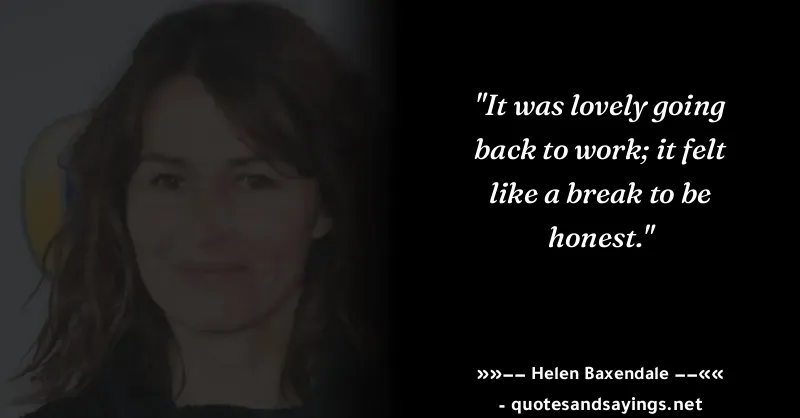 "It was lovely going
back to work; it felt
like a break to be
honest."
»»−− Helen Baxendale −−««
- quotesandsayings.net